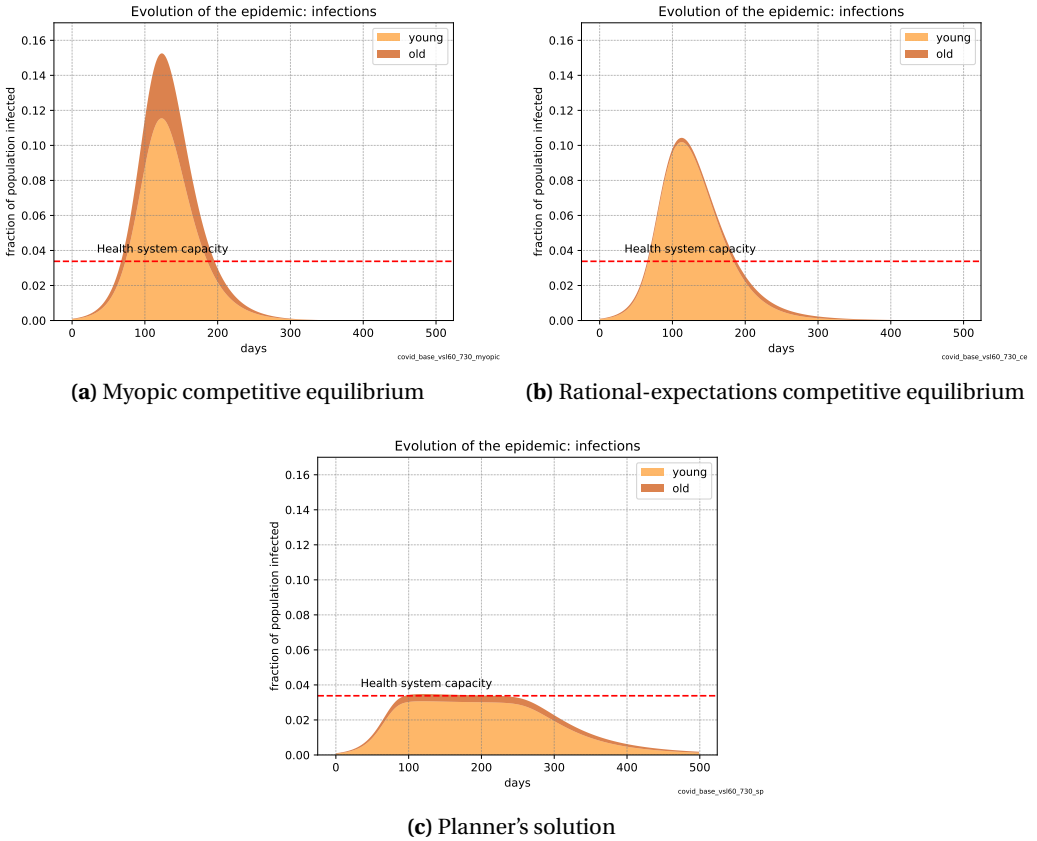 Evolution of the epidemic: infections
young
old
fraction of population infected
0.16
0.14
0.12
0.10
0.08
0.06
0.04
0.02
0.00
Health system capacity
0 100 200 300 400 500
days
covid_base_vsl60_730_myopic
(a) Myopic competitive equilibrium
Evolution of the epidemic: infections
young
old
fraction of population infected
0.16
0.14
0.12
0.10
0.08
0.06
0.04
0.02
0.00
Health system capacity
0 100 200 300 400 500
days
covid_base_vsl60_730_ce
(b) Rational-expectations competitive equilibrium
Evolution of the epidemic: infections
young
old
fraction of population infected
0.16
0.14
0.12
0.10
0.08
0.06
0.04
0.02
0.00
Health system capacity
0 100 200 300 400 500
days
covid_base_vsl60_730_sp
(c) Planner's solution